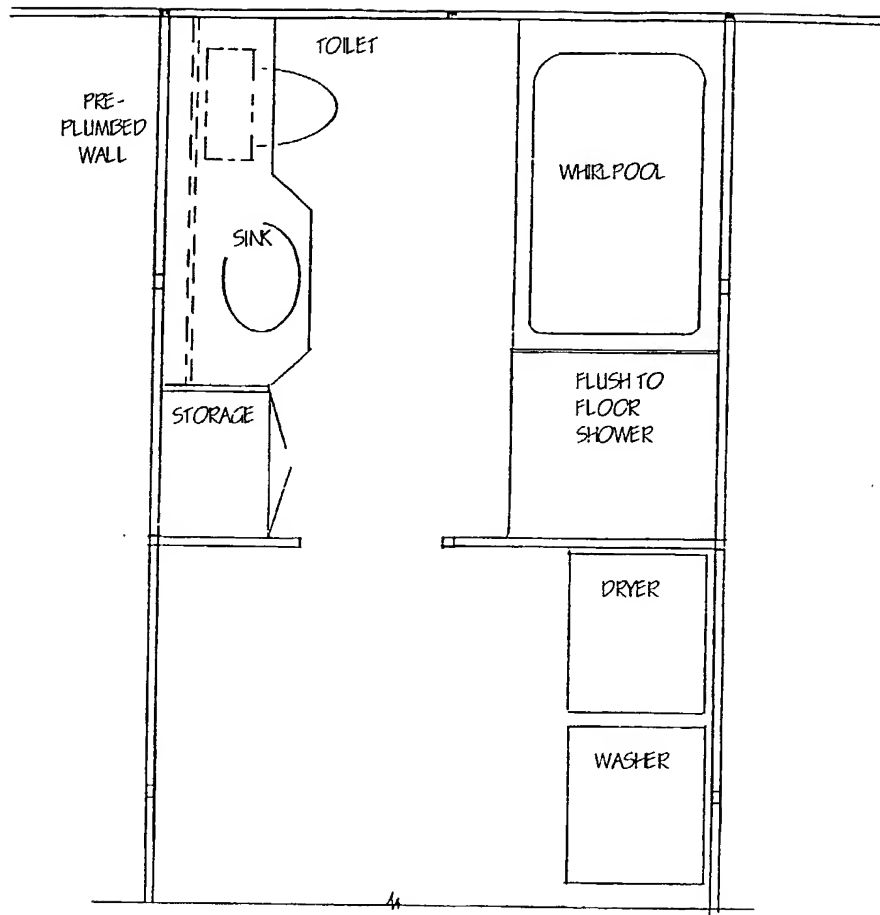 TOILET
PRE-
PLUMBED
WALL
WHIRLPOOL
SINK
FLUSH TO
FLOOR
SHOWER
STORAGE
DRYER
WASHER